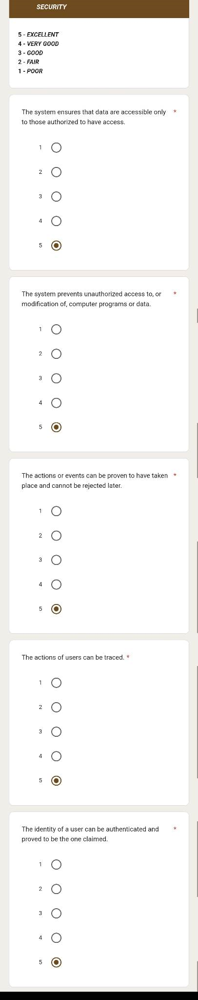 SECURITY
5 - EXCELLENT
4 - VERY GOOD
3 - GOOD
2 - FAIR
1 - POOR
The system ensures that data are accessible only *
to those authorized to have access.
1
2
3
4
5
The system prevents unauthorized access to, or *
modification of, computer programs or data.
1
2
3
4
5
The actions or events can be proven to have taken *
place and cannot be rejected later.
1
2
3
4
5
The actions of users can be traced. *
1
2
3
4
5
The identity of a user can be authenticated and *
proved to be the one claimed.
1
2
3
4
5